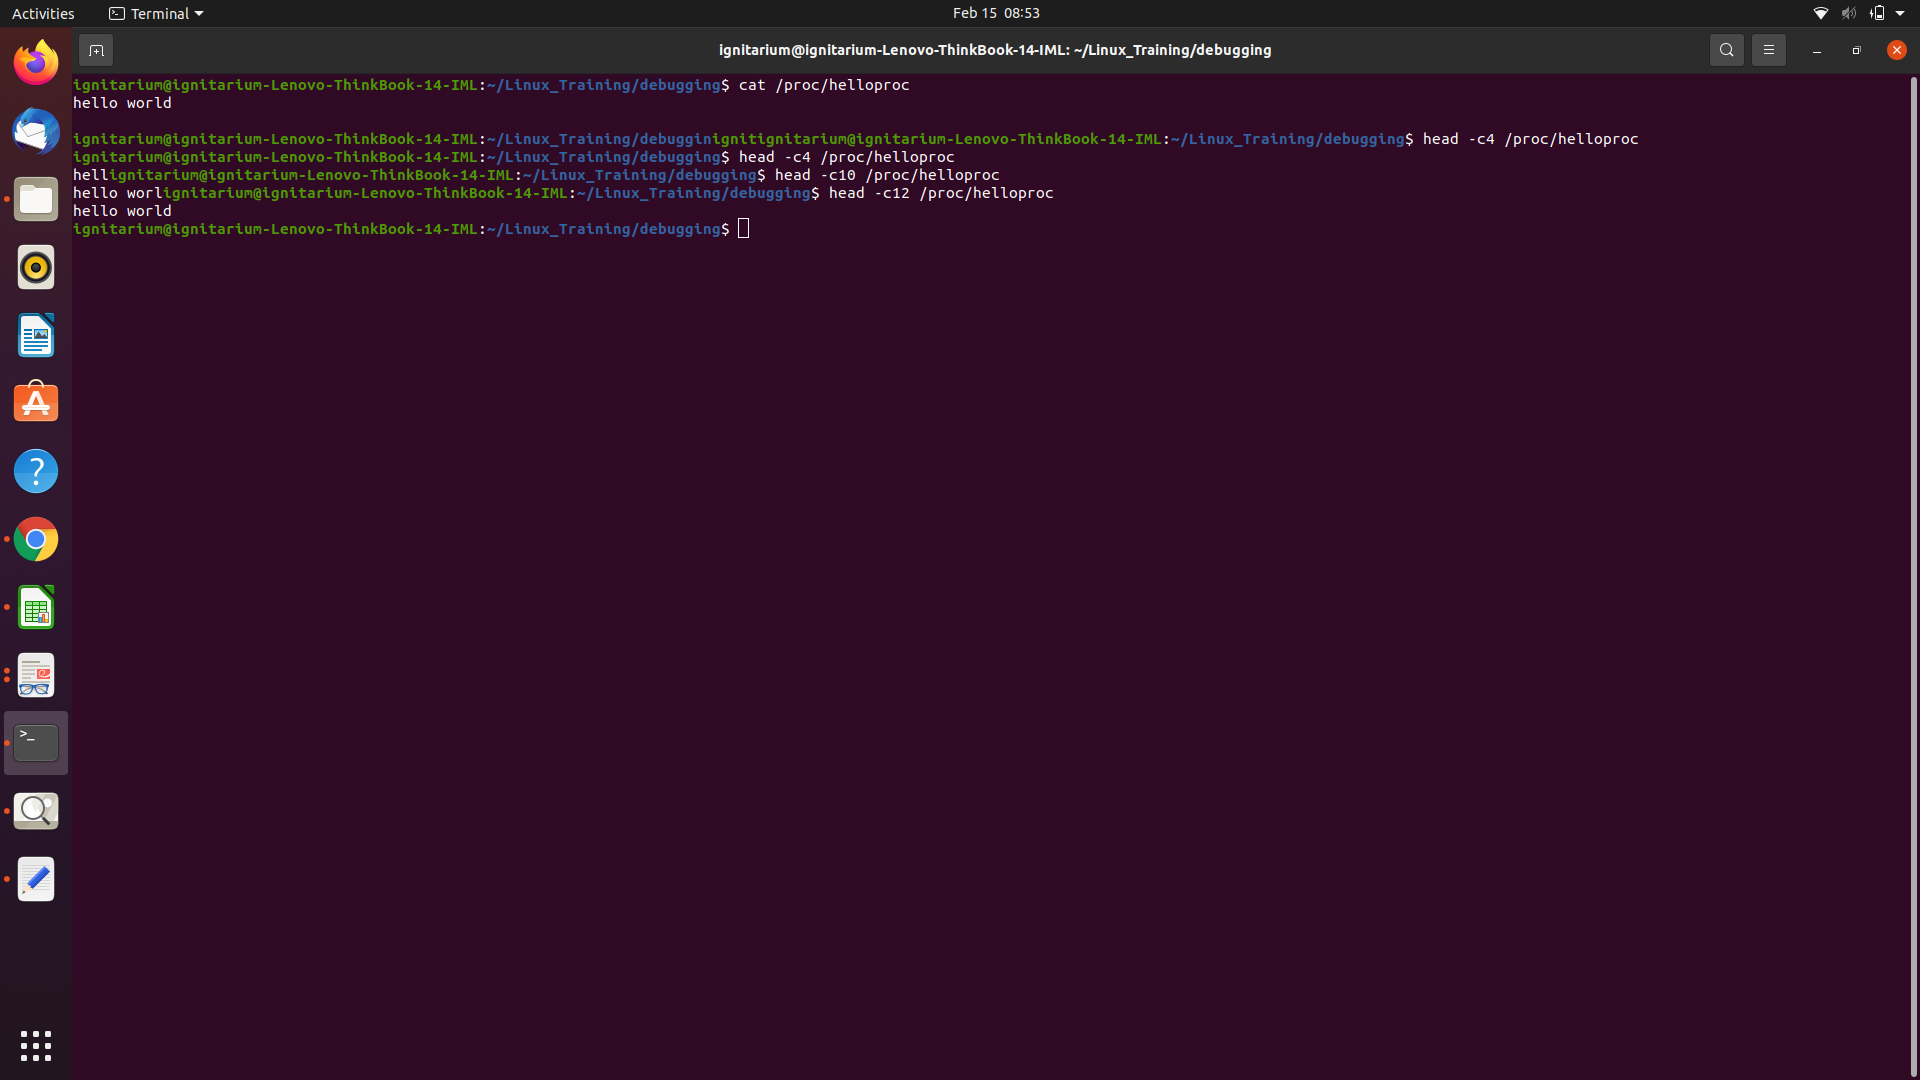 Activities
Terminal
Feb 15 08:53
ignitarium@ignitarium-Lenovo-ThinkBook-14-IML: ~/Linux_Training/debugging
ignitarium@ignitarium-Lenovo-ThinkBook-14-IML:~/Linux_Training/debugging$ cat /proc/helloproc
hello world
ignitarium@ignitarium-Lenovo-ThinkBook-14-IML:~/Linux_Training/debugginignitignitarium@ignitarium-Lenovo-ThinkBook-14-IML:~/Linux_Training/debugging$ head -c4 /proc/helloproc
ignitarium@ignitarium-Lenovo-ThinkBook-14-IML:~/Linux_Training/debugging$ head -c4 /proc/helloproc
hellignitarium@ignitarium-Lenovo-ThinkBook-14-IML:~/Linux_Training/debugging$ head -c10 /proc/helloproc
hello worlignitarium@ignitarium-Lenovo-ThinkBook-14-IML:~/Linux_Training/debugging$ head -c12 /proc/helloproc
hello world
ignitarium@ignitarium-Lenovo-ThinkBook-14-IML:~/Linux_Training/debugging$